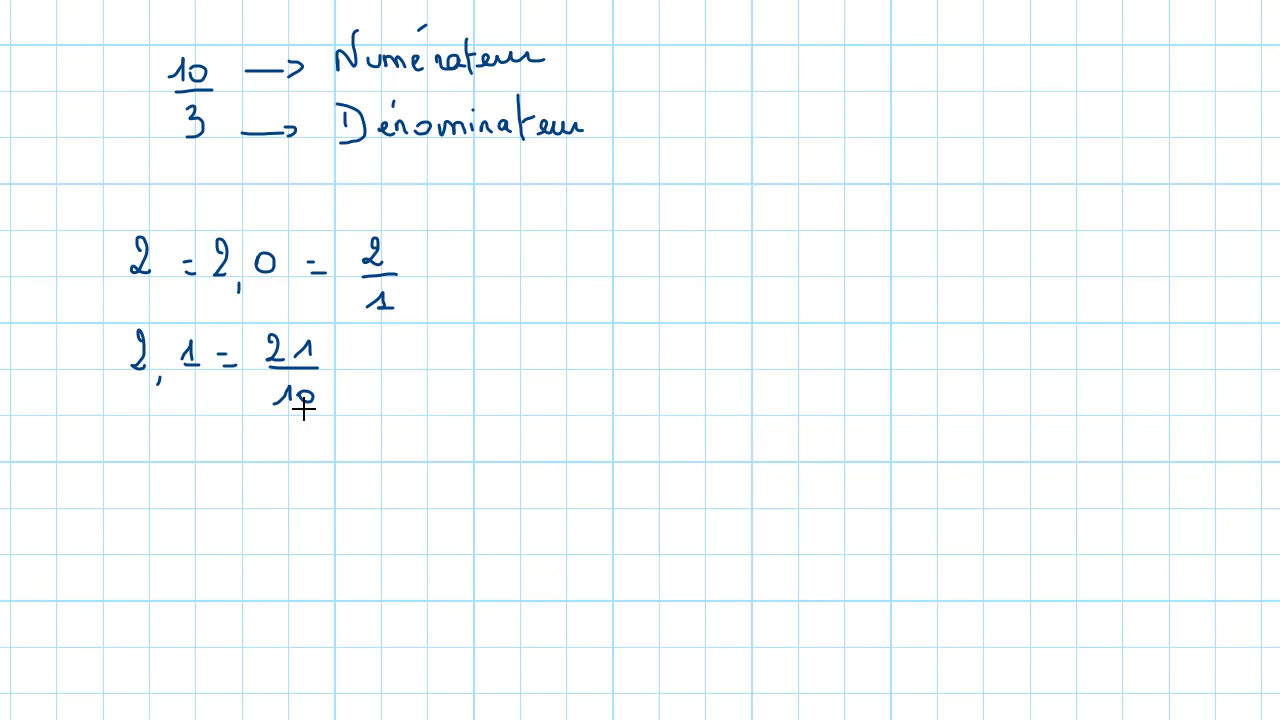 10/3 → Numérateur
→ Dénominateur
2 = 2,0 = 2/1
2,1 = 21/10